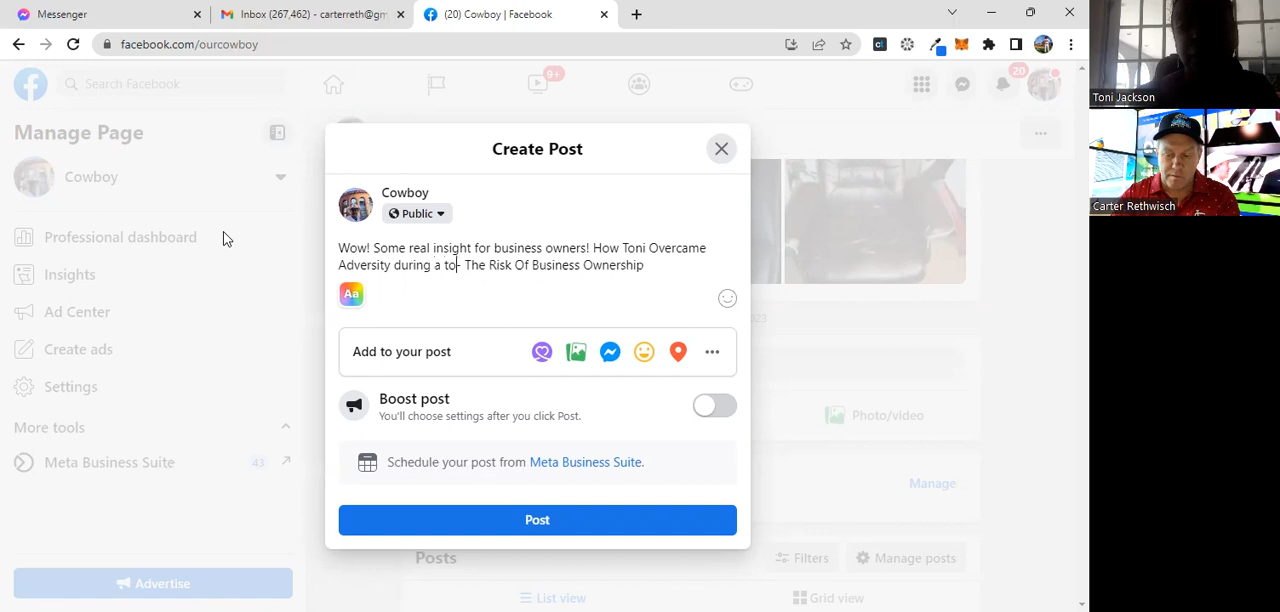 Messenger
Inbox (267,462) - carterreth@gm
(20) Cowboy | Facebook
facebook.com/ourcowboy
Search Facebook
9+
20
Manage Page
Cowboy
Professional dashboard
Insights
Ad Center
Create ads
Settings
More tools
Meta Business Suite
43
Advertise
Create Post
Cowboy
Public
Wow! Some real insight for business owners! How Toni Overcame
Adversity during a to- The Risk Of Business Ownership
Aa
Add to your post
Boost post
You'll choose settings after you click Post.
Schedule your post from Meta Business Suite.
Post
Photo/video
Manage
Posts
Filters
Manage posts
List view
Grid view
Toni Jackson
Carter Rethwisch